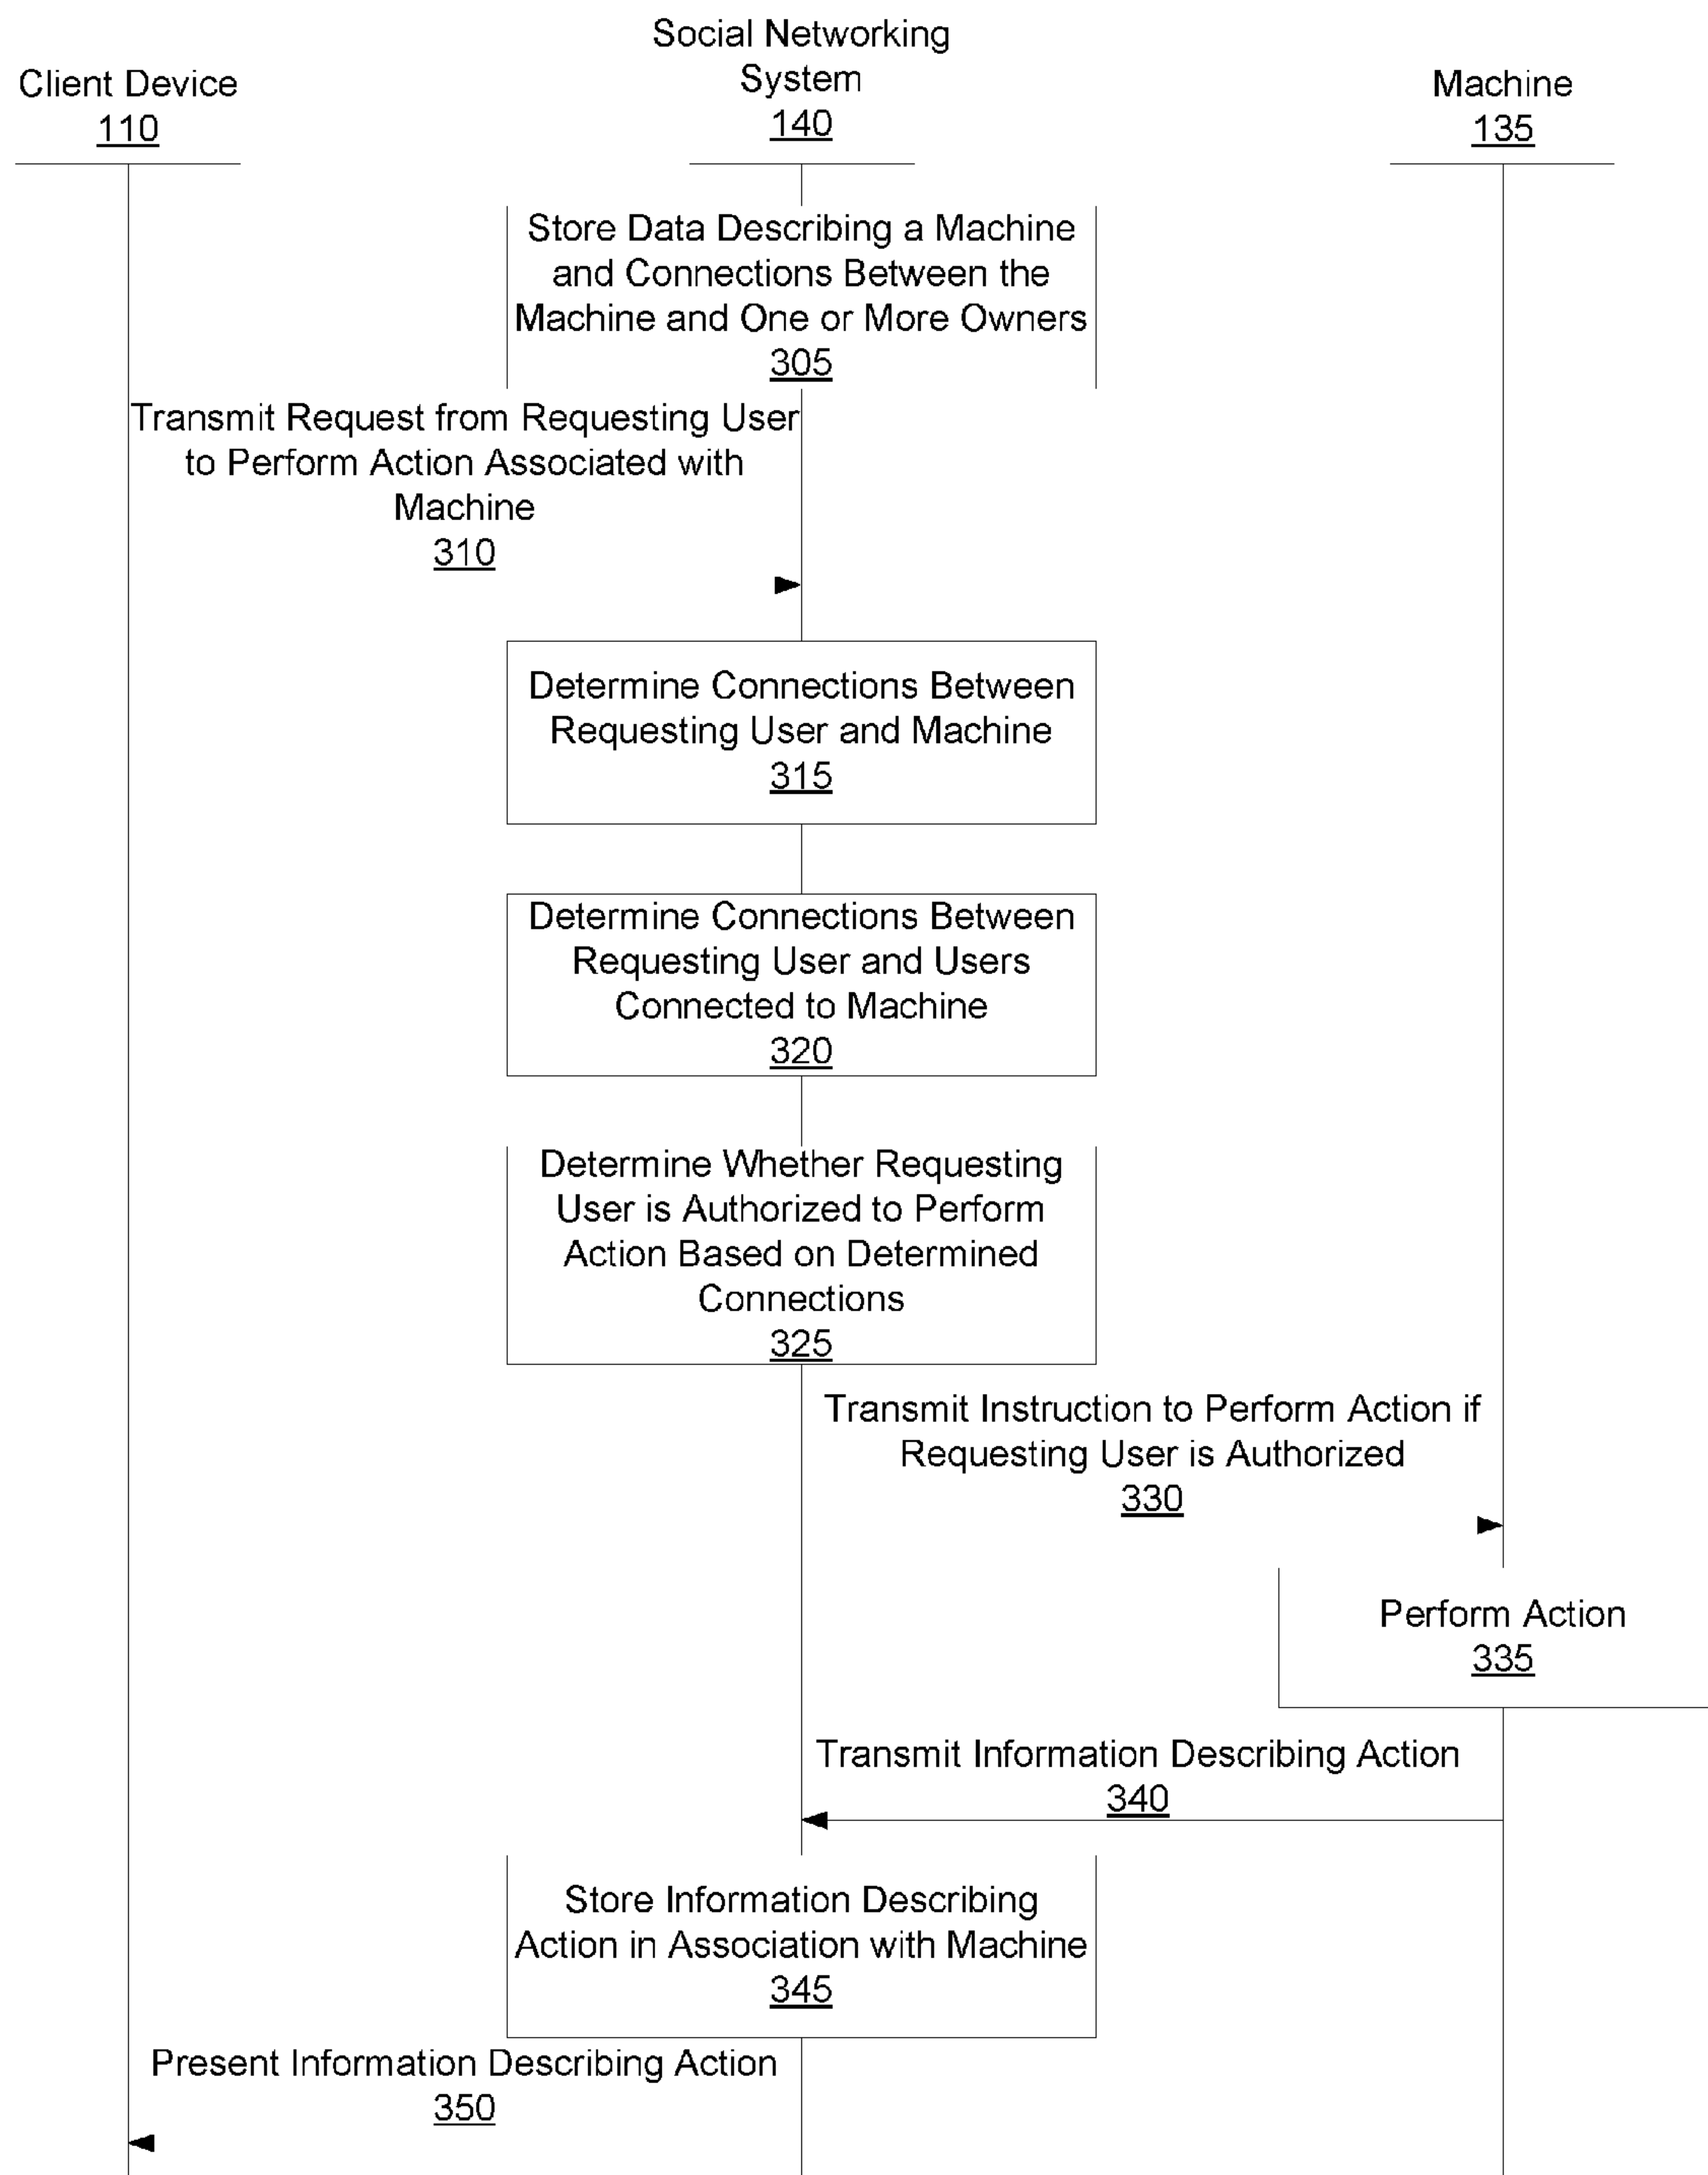 Client Device
110
Social Networking
System
140
Machine
135
Store Data Describing a Machine
and Connections Between the
Machine and One or More Owners
305
Transmit Request from Requesting User
to Perform Action Associated with
Machine
310
Determine Connections Between
Requesting User and Machine
315
Determine Connections Between
Requesting User and Users
Connected to Machine
320
Determine Whether Requesting
User is Authorized to Perform
Action Based on Determined
Connections
325
Transmit Instruction to Perform Action if
Requesting User is Authorized
330
Perform Action
335
Transmit Information Describing Action
340
Store Information Describing
Action in Association with Machine
345
Present Information Describing Action
350